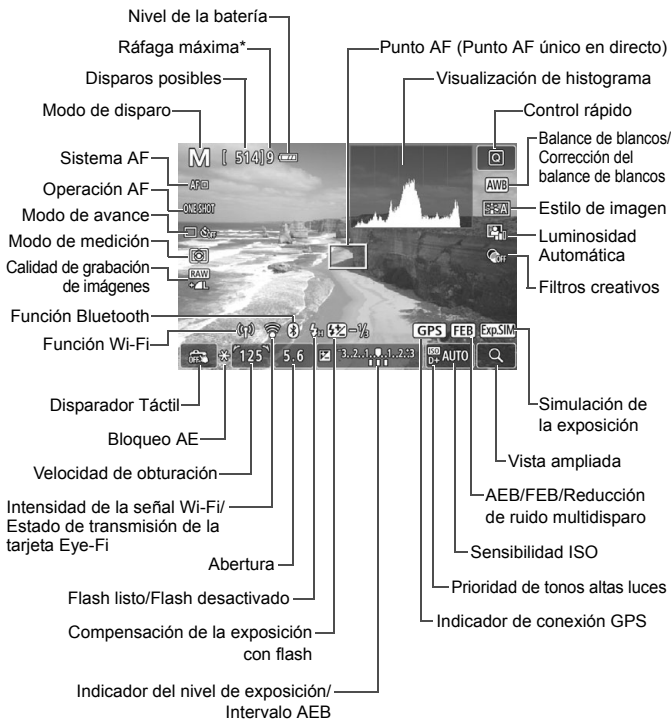 Nivel de la batería
Ráfaga máxima*
Disparos posibles
Modo de disparo
Sistema AF
Operación AF
Modo de avance
Modo de medición
Calidad de grabación
de imágenes
Función Bluetooth
Función Wi-Fi
Disparador Táctil
Bloqueo AE
Velocidad de obturación
Intensidad de la señal Wi-Fi/
Estado de transmisión de la
tarjeta Eye-Fi
Abertura
Flash listo/Flash desactivado
Compensación de la exposición
con flash
Indicador del nivel de exposición/
Intervalo AEB
Punto AF (Punto AF único en directo)
Visualización de histograma
Control rápido
Balance de blancos/
Corrección del
balance de blancos
Estilo de imagen
Luminosidad
Automática
Filtros creativos
Simulación de
la exposición
Vista ampliada
AEB/FEB/Reducción
de ruido multidisparo
Sensibilidad ISO
Prioridad de tonos altas luces
Indicador de conexión GPS
M [ 514]9
AF
ONE SHOT
OFF
RAW
L
Q
AWB
A
OFF
H
-1/3
GPS FEB Exp.SIM
OFF
* 125 5.6 -3..2..1..0..1..2..:3 ISO D+ AUTO